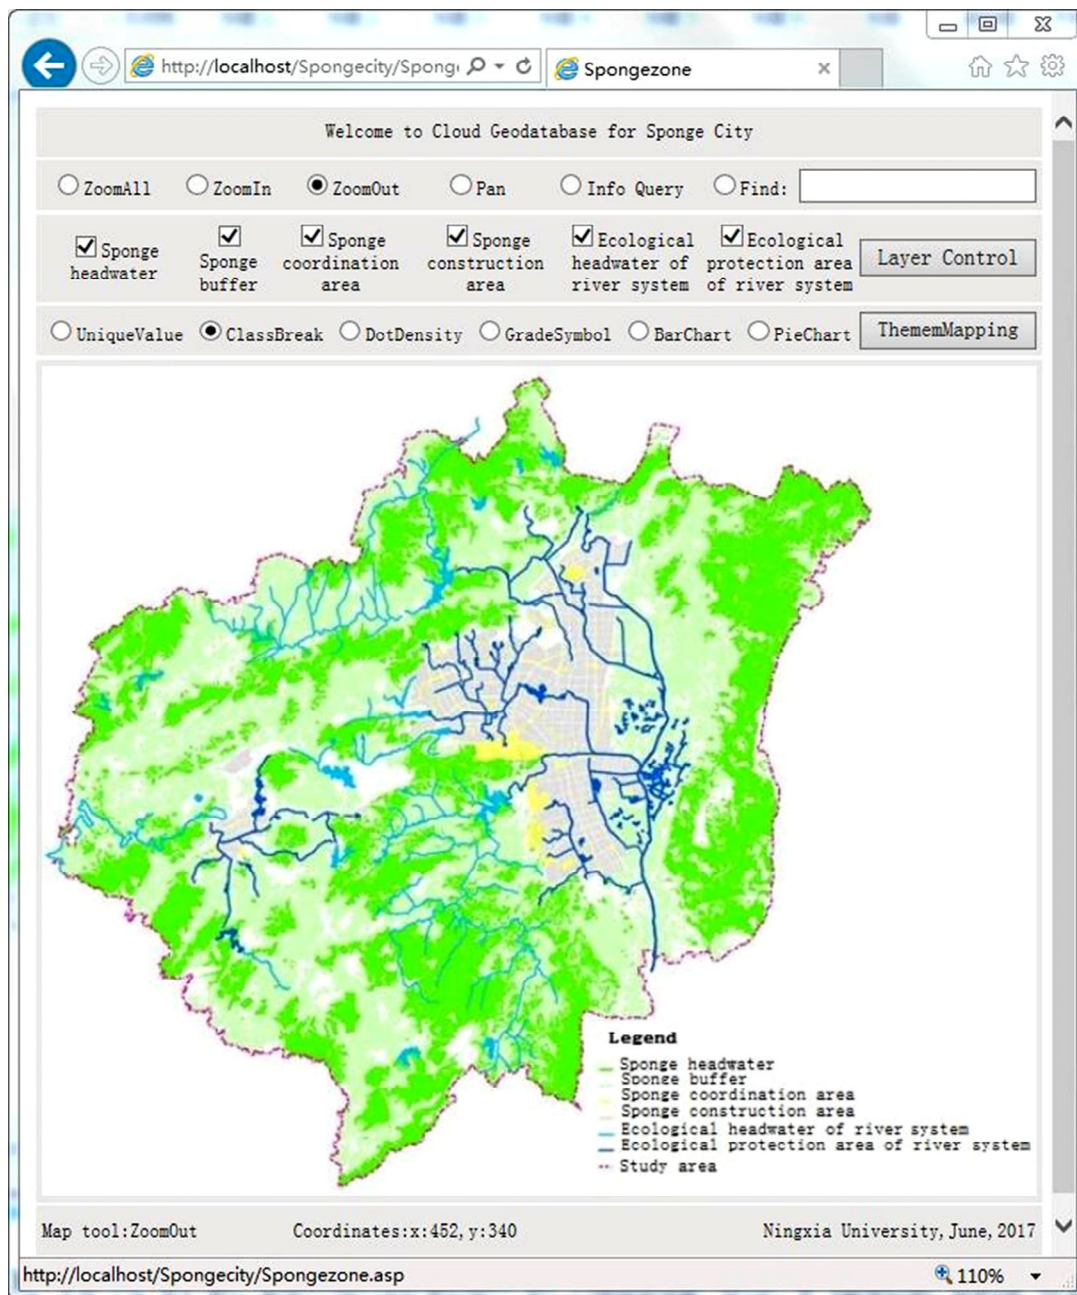 http://localhost/Spongecity/Spong
Spongezone
Welcome to Cloud Geodatabase for Sponge City
ZoomAll ZoomIn ZoomOut Pan Info Query Find:
Sponge headwater
Sponge buffer
Sponge coordination area
Sponge construction area
Ecological headwater of river system
Ecological protection area of river system
Layer Control
UniqueValue ClassBreak DotDensity GradeSymbol BarChart PieChart ThememMapping
Legend
Sponge headwater
Sponge buffer
Sponge coordination area
Sponge construction area
Ecological headwater of river system
Ecological protection area of river system
Study area
Map tool:ZoomOut Coordinates:x:452,y:340 Ningxia University,June,2017
http://localhost/Spongecity/Spongezone.asp 110%